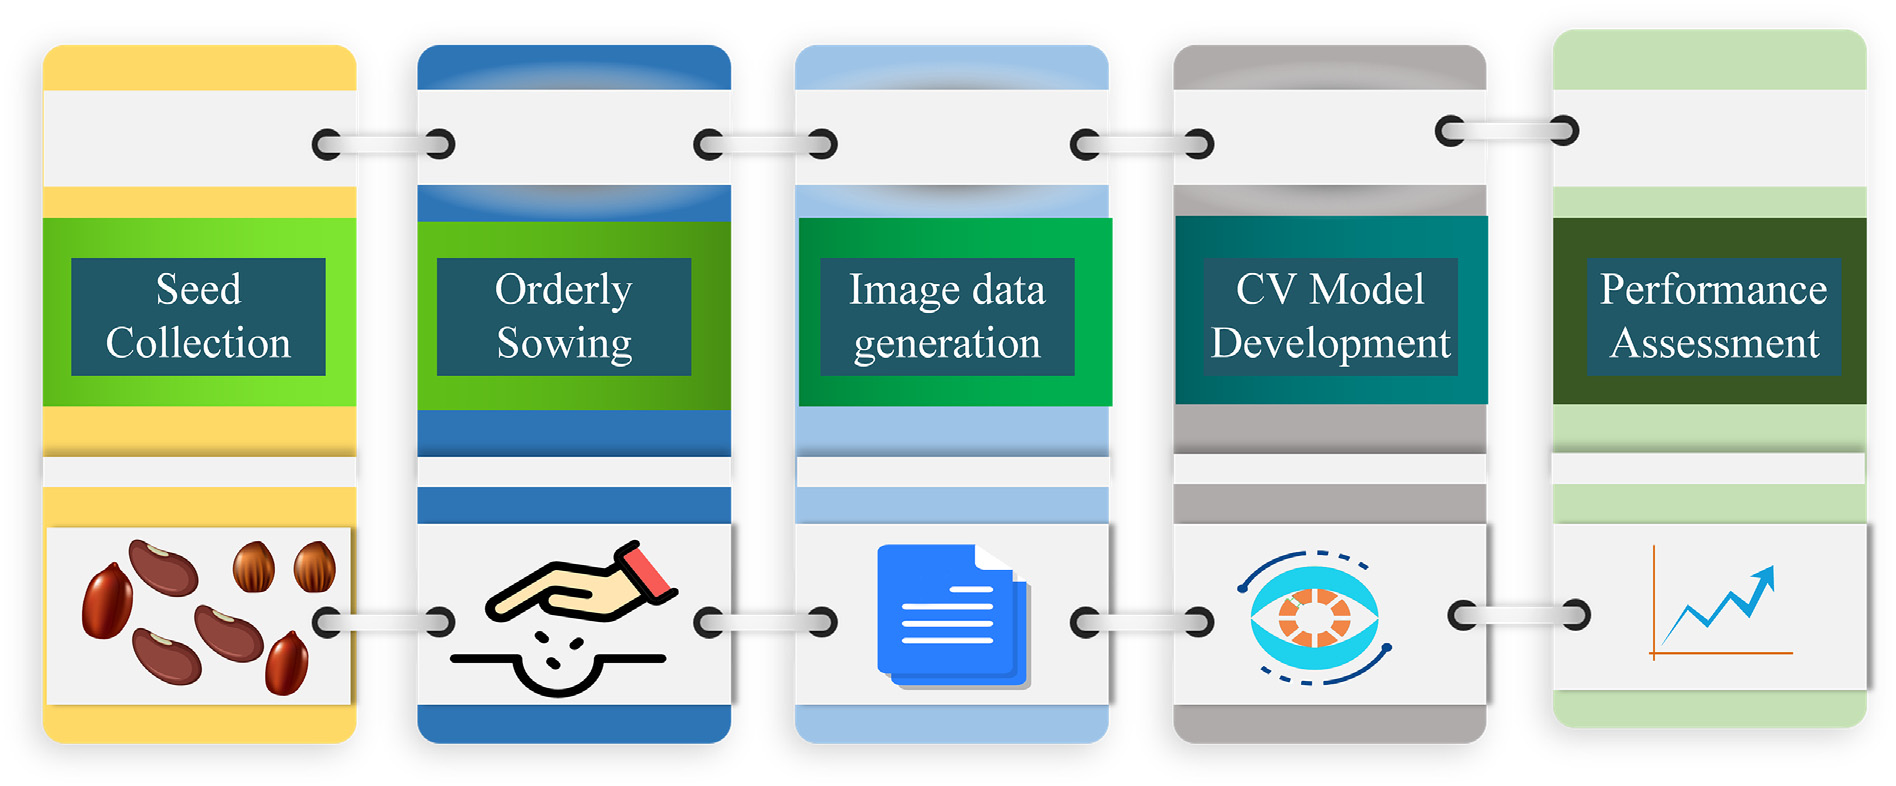 Seed
Collection
Orderly
Sowing
Image data
generation
CV Model
Development
Performance
Assessment